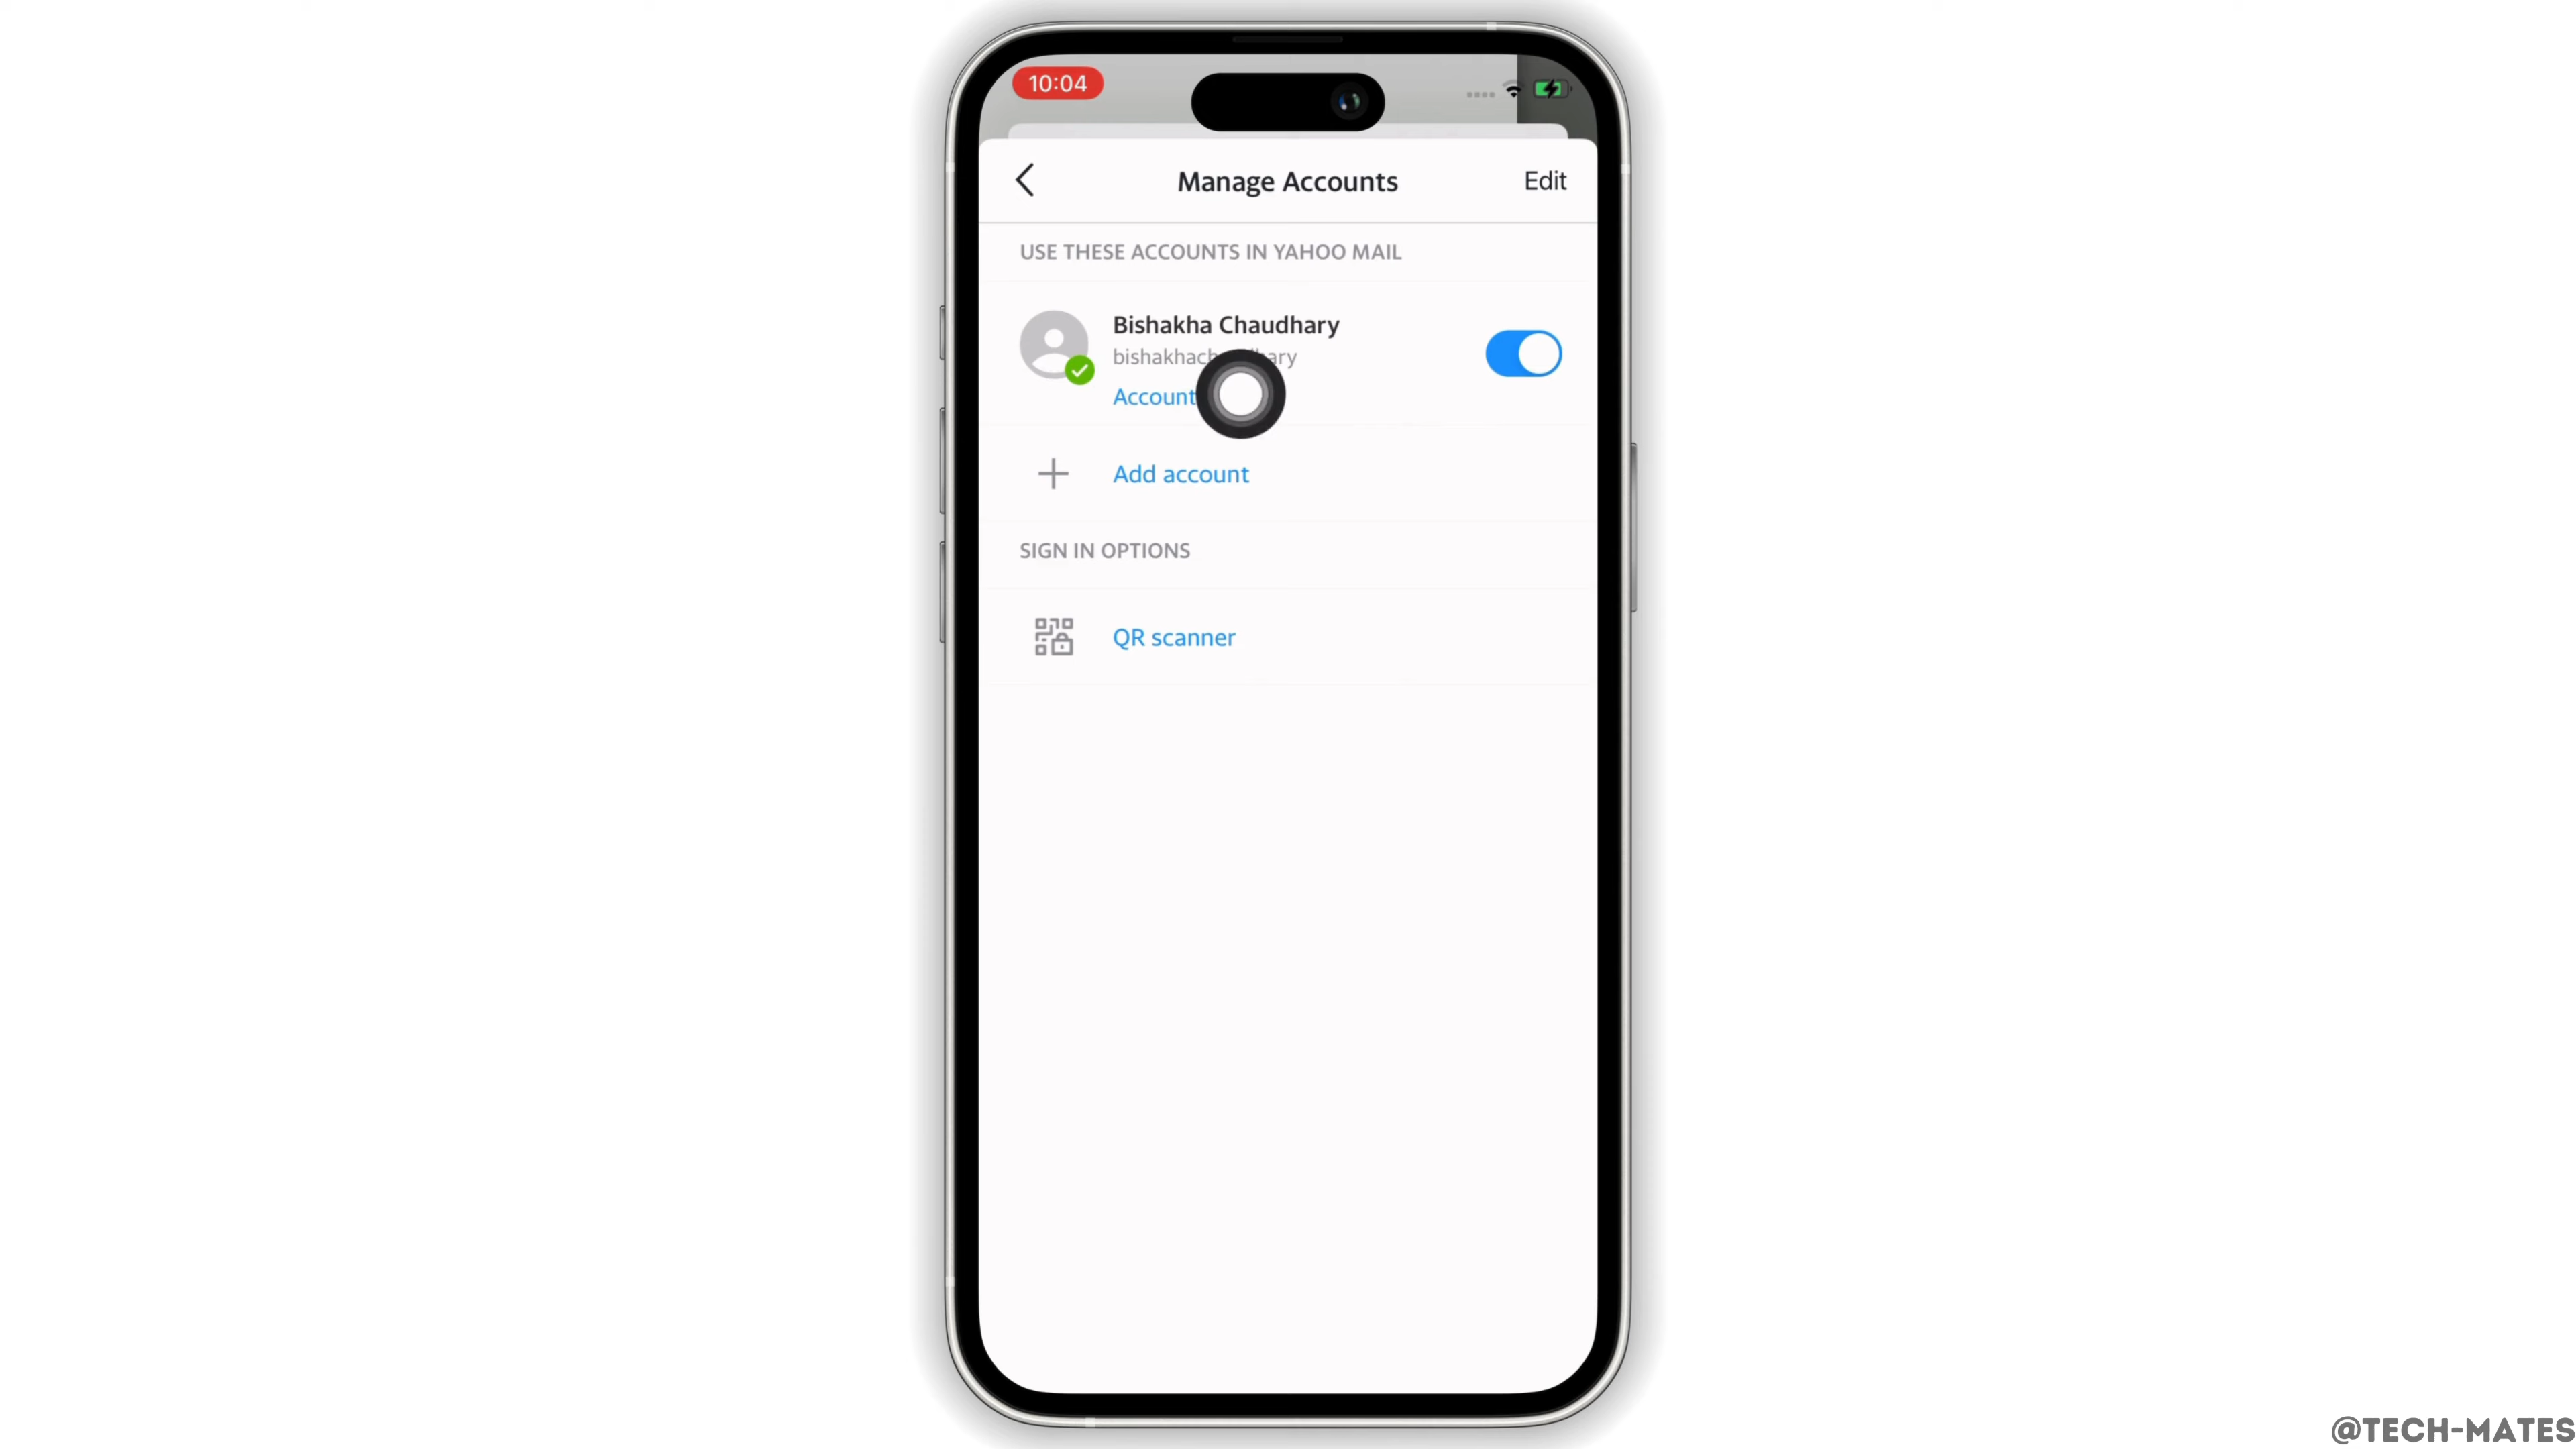 10:04
Manage Accounts
Edit
USE THESE ACCOUNTS IN YAHOO MAIL
Bishakha Chaudhary
Account
Add account
SIGN IN OPTIONS
QR scanner
@TECH-MATES